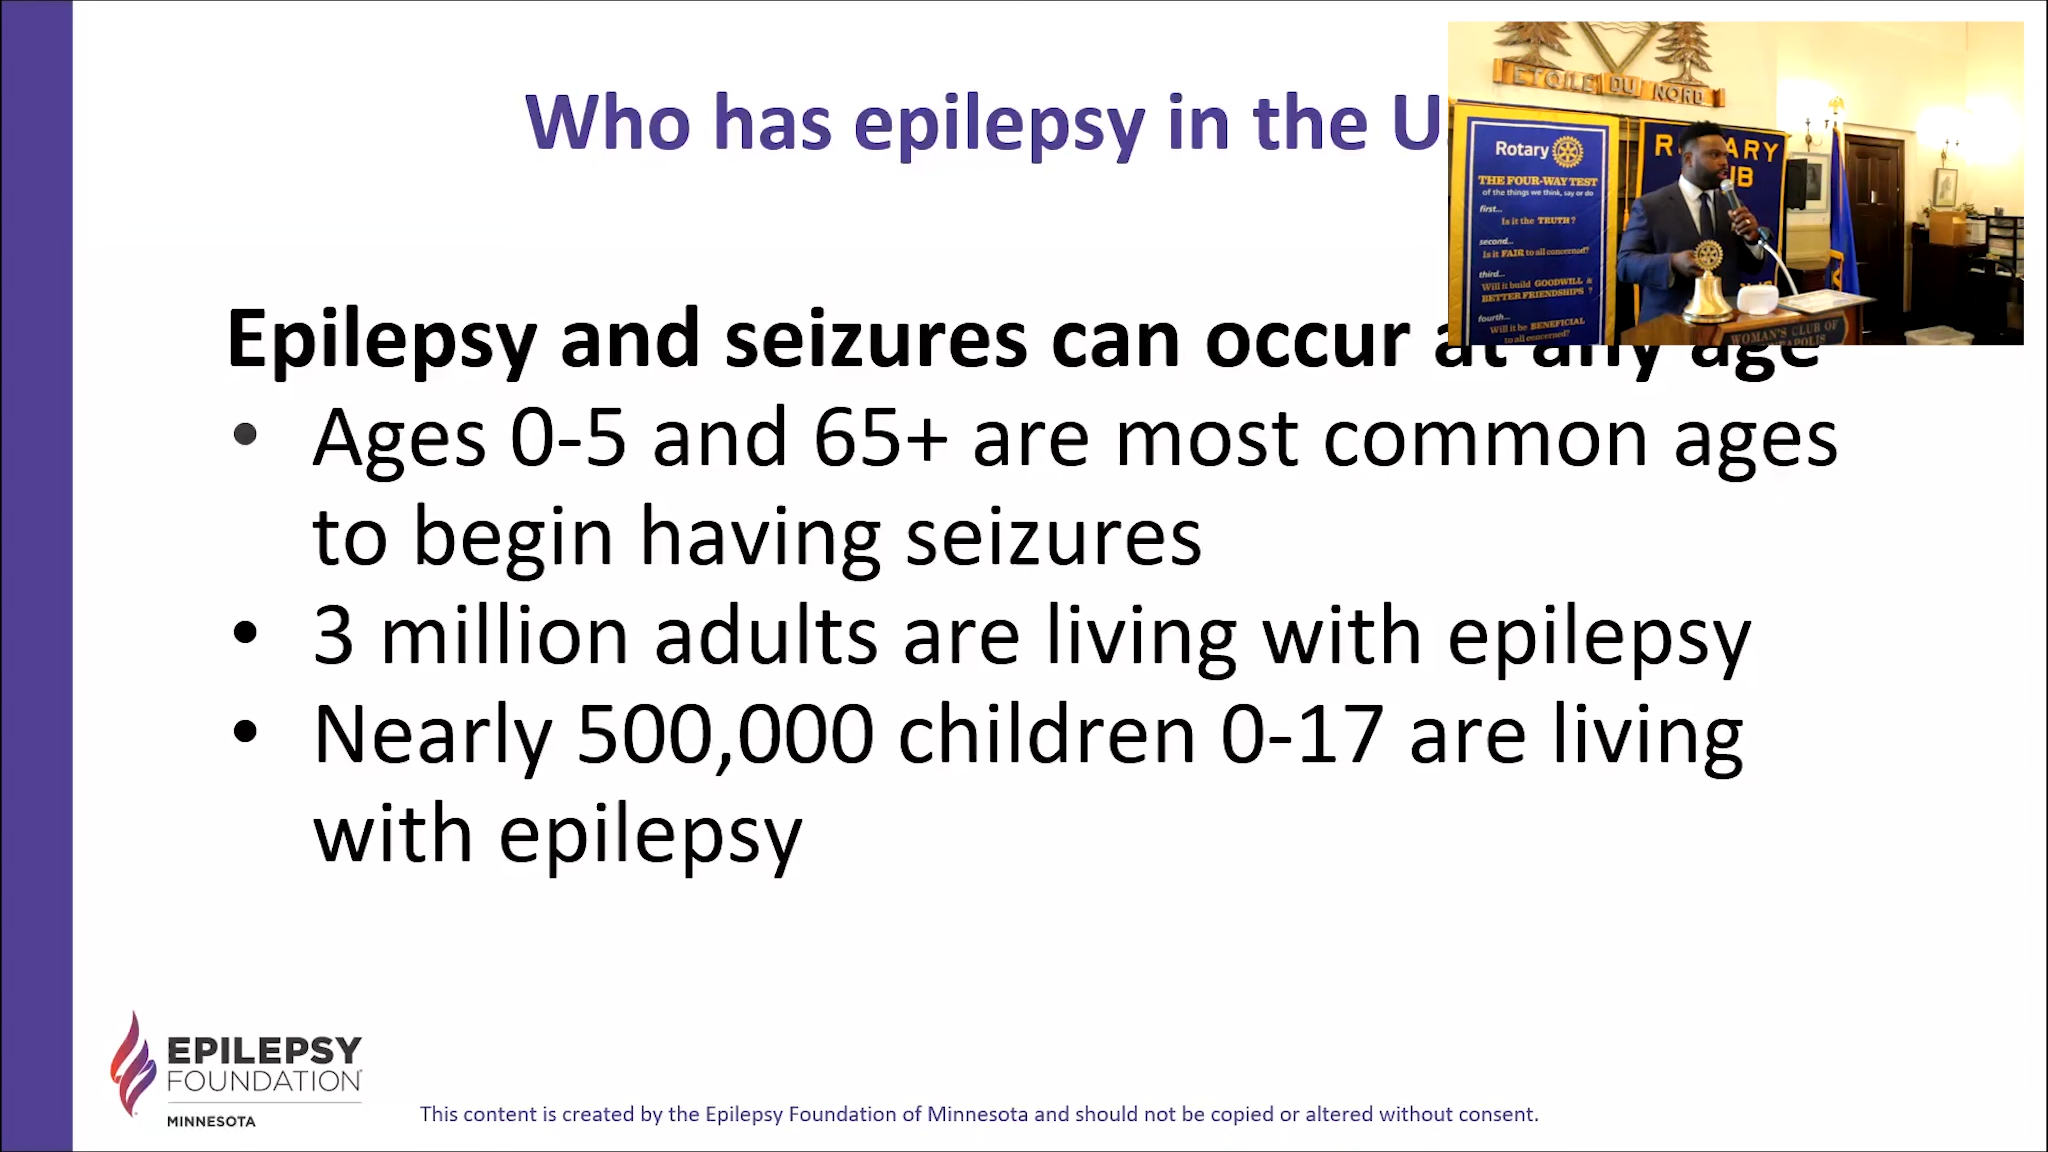 Who has epilepsy in the U
Epilepsy and seizures can occur at any age
• Ages 0-5 and 65+ are most common ages
to begin having seizures
• 3 million adults are living with epilepsy
• Nearly 500,000 children 0-17 are living
with epilepsy
EPILEPSY
FOUNDATION
MINNESOTA
This content is created by the Epilepsy Foundation of Minnesota and should not be copied or altered without consent.
ETOILE DU NORD
Rotary
THE FOUR-WAY TEST
of the things we think, say or do
first...
Is it the TRUTH?
second...
Is it FAIR to all concerned?
third...
Will it build GOODWILL &
BETTER FRIENDSHIPS?
fourth...
Will it be BENEFICIAL
to all concerned?
WOMAN'S CLUB OF